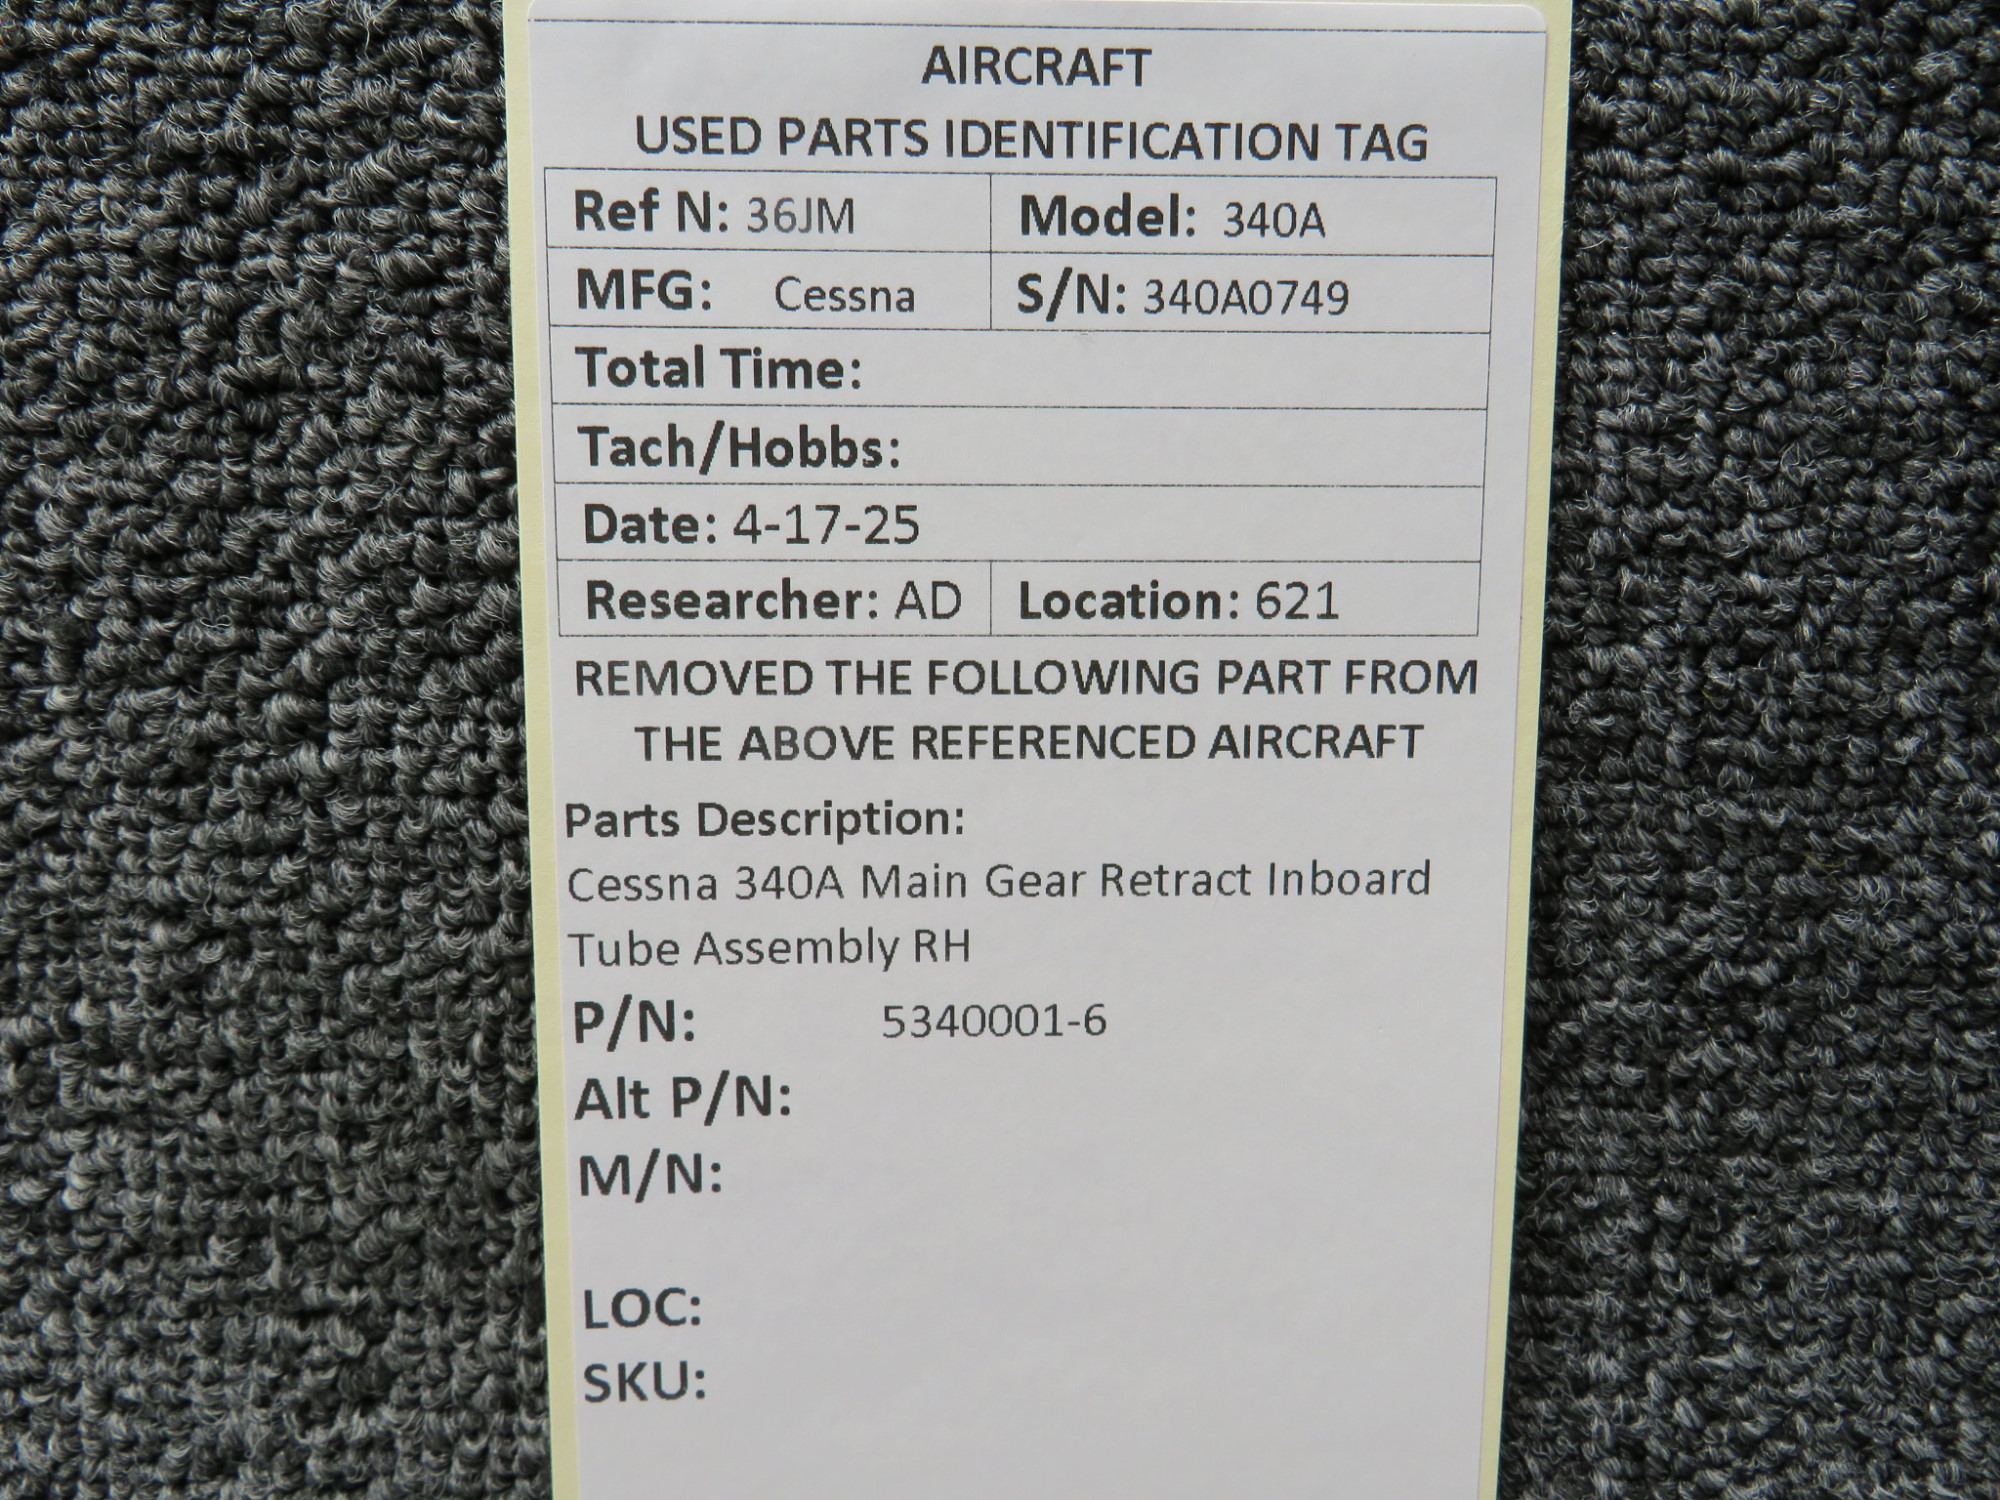 AIRCRAFT
USED PARTS IDENTIFICATION TAG
Ref N: 36JM Model: 340A
MFG: Cessna S/N: 340A0749
Total Time:
Tach/Hobbs:
Date: 4-17-25
Researcher: AD Location: 621
REMOVED THE FOLLOWING PART FROM
THE ABOVE REFERENCED AIRCRAFT
Parts Description:
Cessna 340A Main Gear Retract Inboard
Tube Assembly RH
P/N: 5340001-6
Alt P/N:
M/N:
LOC:
SKU: